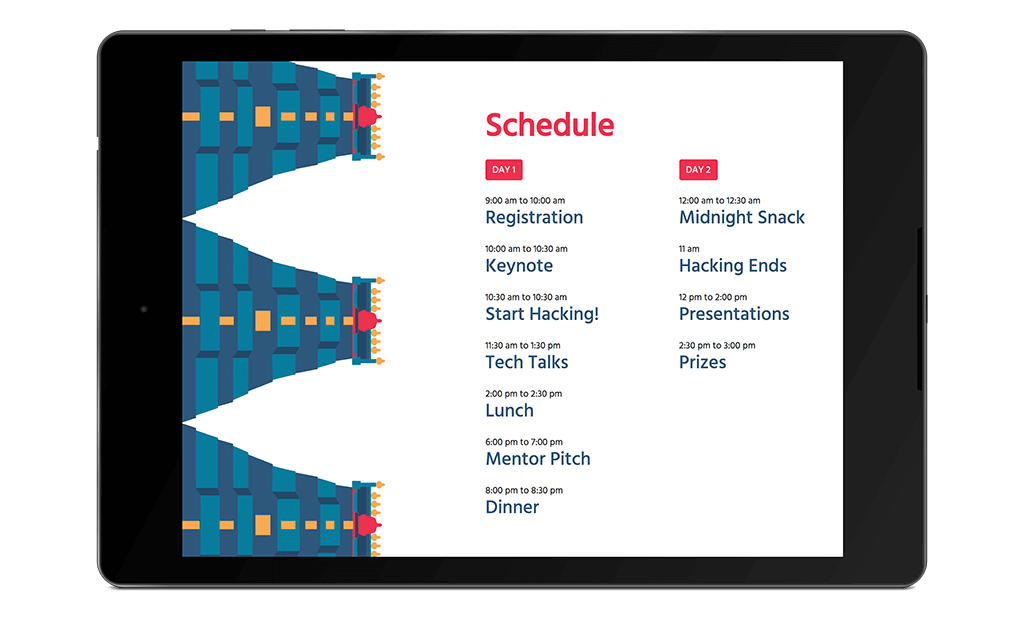 Schedule
DAY 1
9:00 am to 10:00 am
Registration
10:00 am to 10:30 am
Keynote
10:30 am to 10:30 am
Start Hacking!
11:30 am to 1:30 pm
Tech Talks
2:00 pm to 2:30 pm
Lunch
6:00 pm to 7:00 pm
Mentor Pitch
8:00 pm to 8:30 pm
Dinner
DAY 2
12:00 am to 12:30 am
Midnight Snack
11 am
Hacking Ends
12 pm to 2:00 pm
Presentations
2:30 pm to 3:00 pm
Prizes